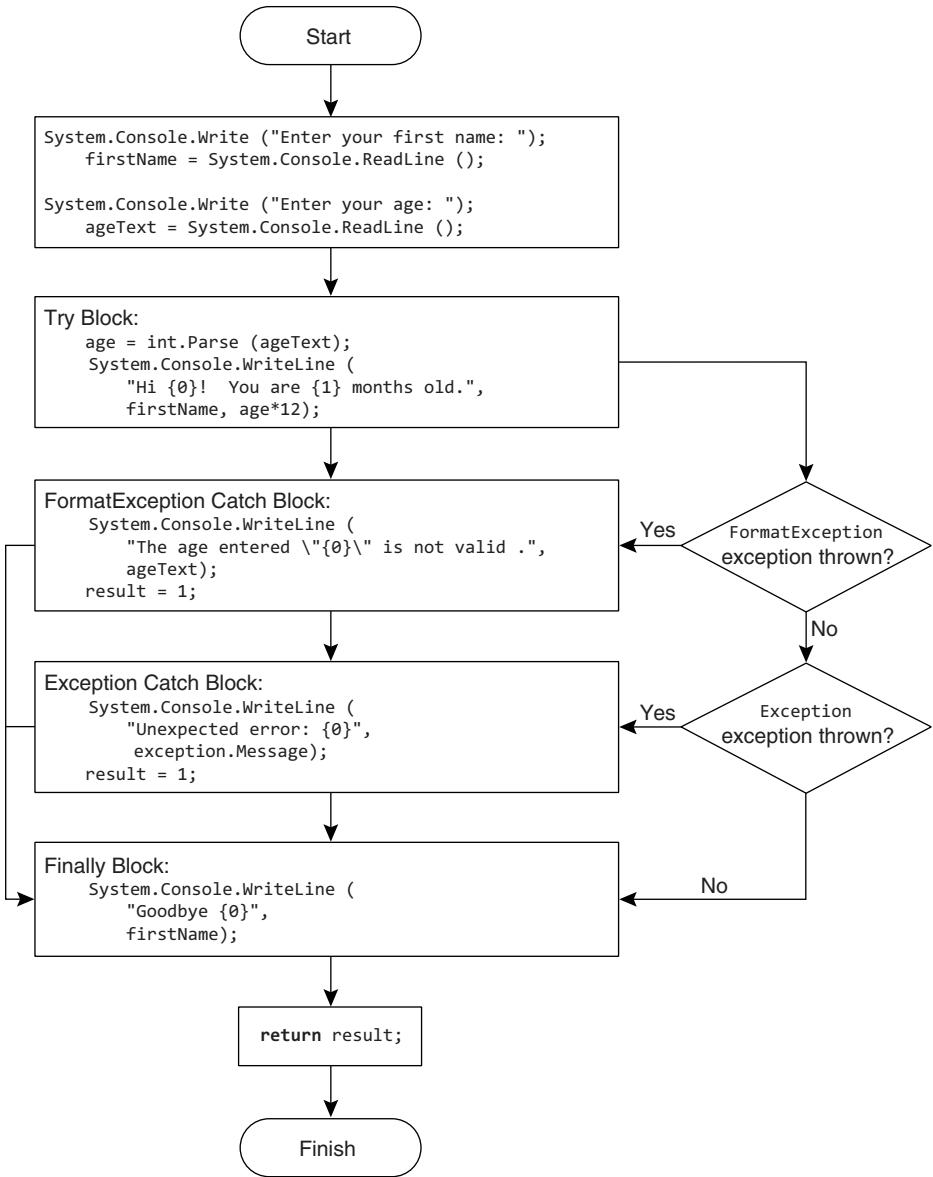 Start
System.Console.Write ("Enter your first name: ");
firstName = System.Console.ReadLine ();
System.Console.Write ("Enter your age: ");
ageText = System.Console.ReadLine ();
Try Block:
age = int.Parse (ageText);
System.Console.WriteLine (
"Hi {0}!  You are {1} months old.",
firstName, age*12);
FormatException Catch Block:
System.Console.WriteLine (
"The age entered \"{0}\" is not valid .",
ageText);
result = 1;
Yes
FormatException
exception thrown?
No
Exception Catch Block:
System.Console.WriteLine (
"Unexpected error: {0}",
exception.Message);
result = 1;
Yes
Exception
exception thrown?
Finally Block:
System.Console.WriteLine (
"Goodbye {0}",
firstName);
No
return result;
Finish